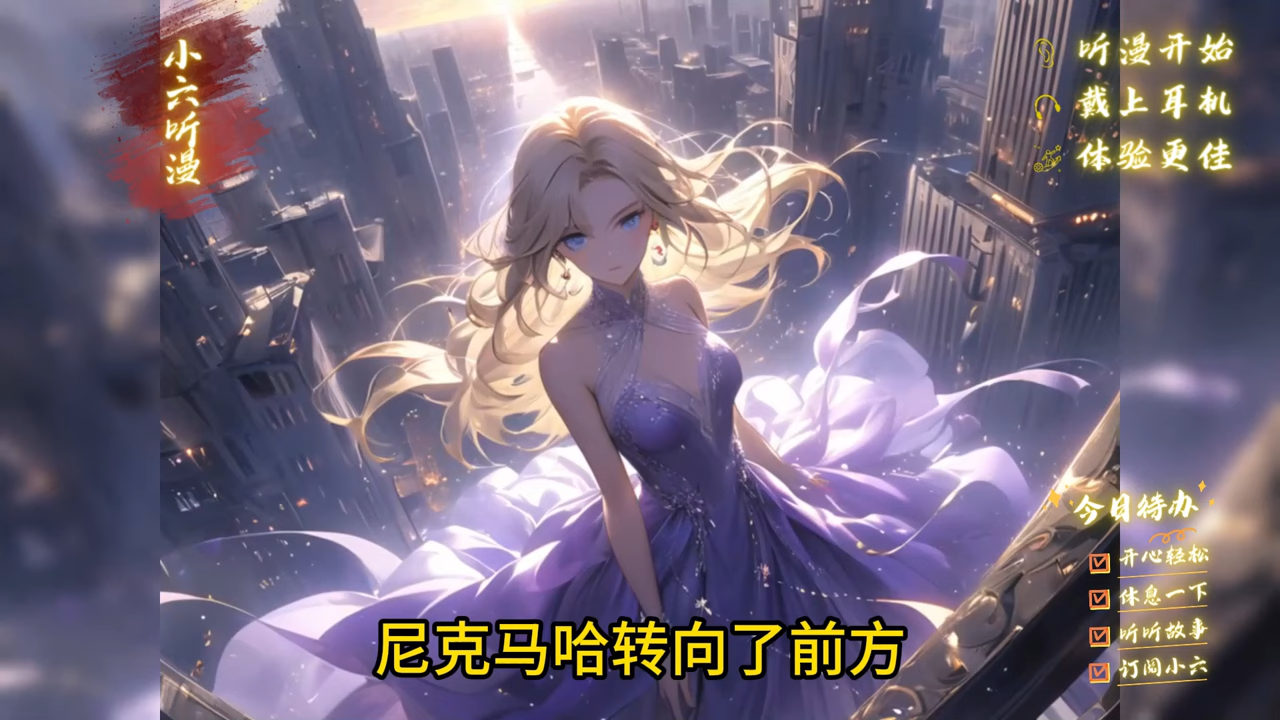 小六听漫
听漫开始
戴上耳机
体验更佳
今日待办
开心轻松
休息一下
听听故事
订阅小六
尼克马哈转向了前方